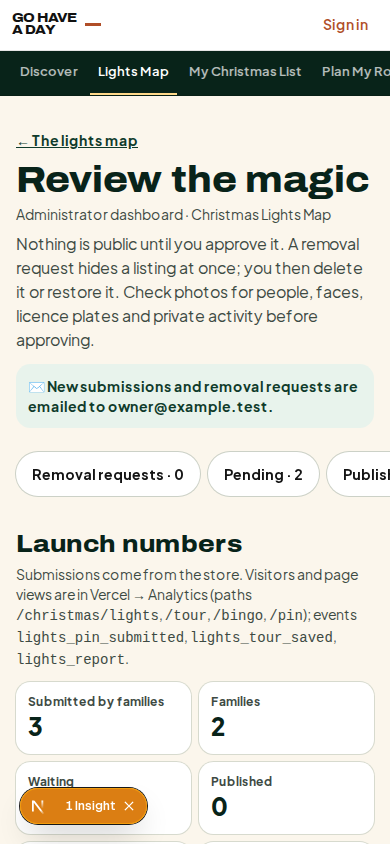 GO HAVE
A DAY
Sign in
Discover Lights Map My Christmas List Plan My Ro
← The lights map
Review the magic
Administrator dashboard · Christmas Lights Map
Nothing is public until you approve it. A removal
request hides a listing at once; you then delete
it or restore it. Check photos for people, faces,
licence plates and private activity before
approving.
✉️ New submissions and removal requests are
emailed to owner@example.test.
Removal requests · 0 Pending · 2 Publish
Launch numbers
Submissions come from the store. Visitors and page
views are in Vercel → Analytics (paths
/christmas/lights, /tour, /bingo, /pin); events
lights_pin_submitted, lights_tour_saved,
lights_report.
Submitted by families Families
3 2
Waiting Published
0
1 Insight ×